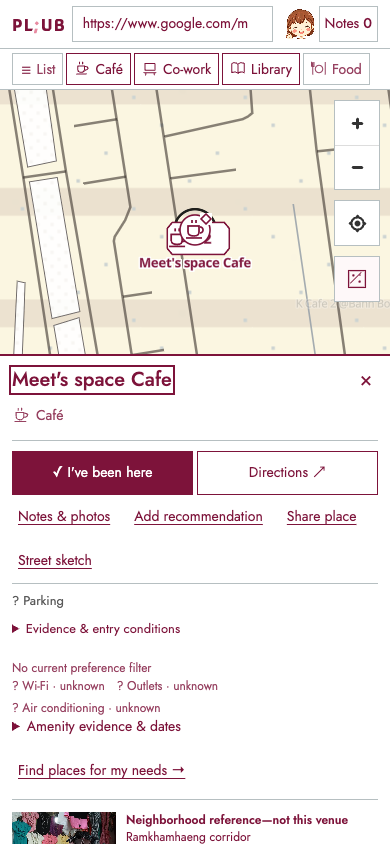 PL;UB
https://www.google.com/m
Notes 0
≡ List
Café
Co-work
Library
Food
+
−
Meet's space Cafe
Meet's space Cafe
×
Café
✓ I've been here
Directions ↗
Notes & photos
Add recommendation
Share place
Street sketch
? Parking
▶ Evidence & entry conditions
No current preference filter
? Wi-Fi · unknown ? Outlets · unknown
? Air conditioning · unknown
▶ Amenity evidence & dates
Find places for my needs →
Neighborhood reference—not this venue
Ramkhamhaeng corridor